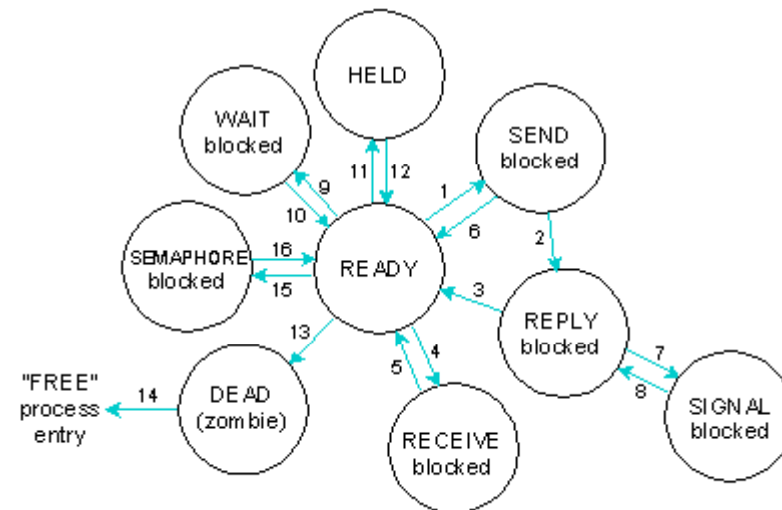 HELD
WAIT
blocked
SEND
blocked
11
12
9
1
10
6
2
SEMAPHORE
blocked
16
15
READY
3
REPLY
blocked
13
4
5
7
8
"FREE"
process
entry
14
DEAD
(zombie)
RECEIVE
blocked
SIGNAL
blocked